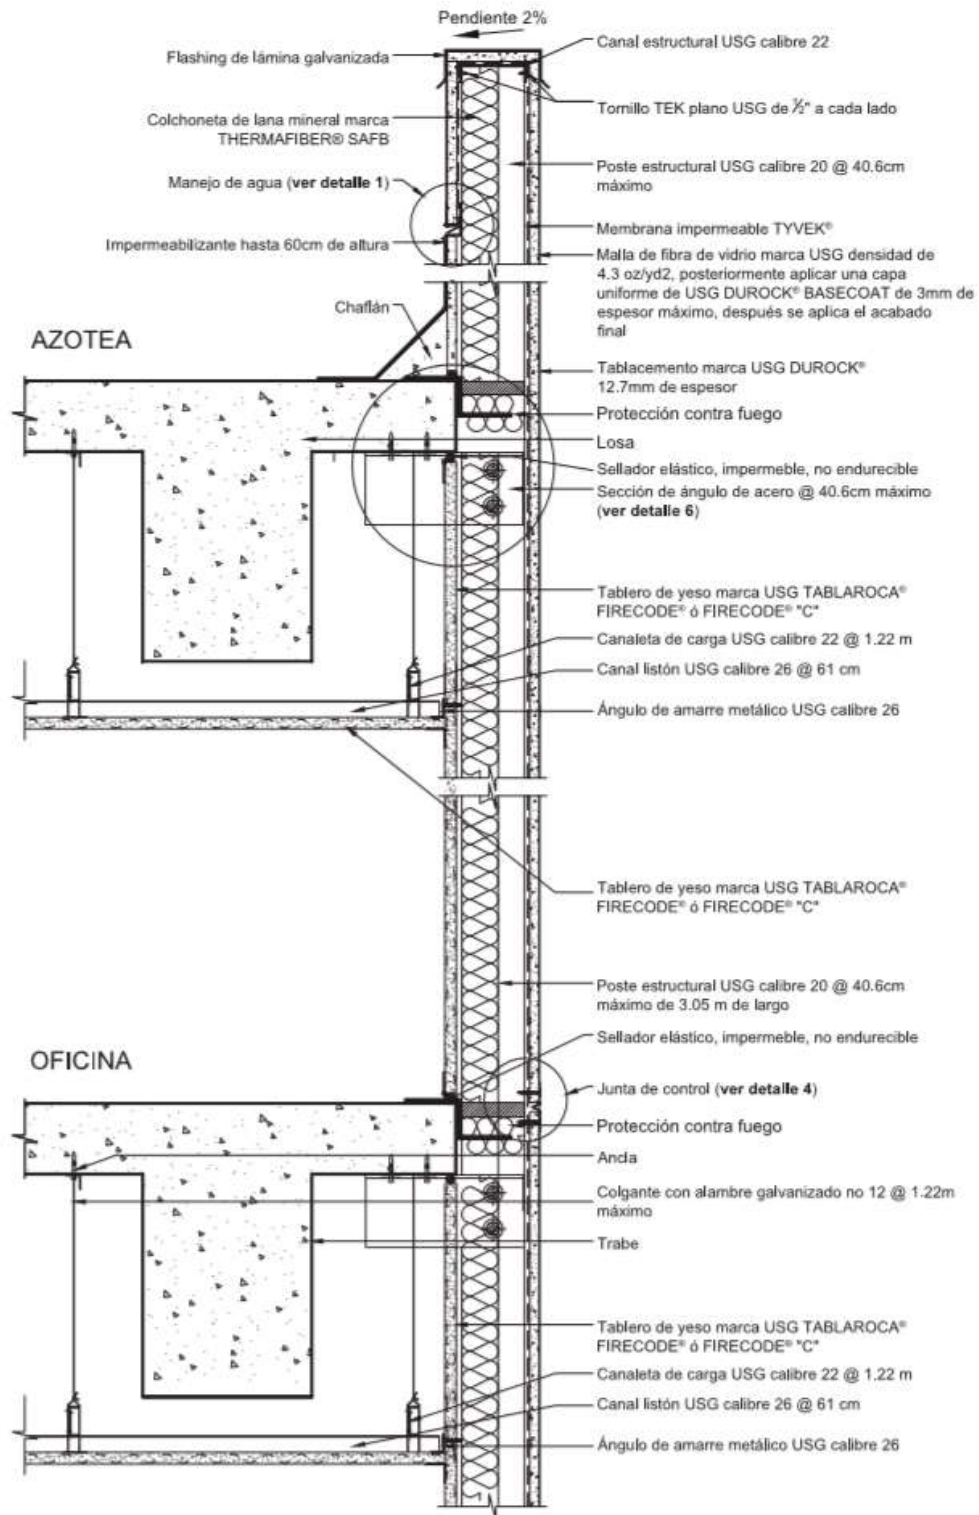 Pendiente 2%
Flashing de lámina galvanizada
Canal estructural USG calibre 22
Tornillo TEK plano USG de ½" a cada lado
Colchoneta de lana mineral marca
THERMAFIBER® SAFB
Poste estructural USG calibre 20 @ 40.6cm
máximo
Manejo de agua (ver detalle 1)
Membrana impermeable TYVEK®
Impermeabilizante hasta 60cm de altura
Malla de fibra de vidrio marca USG densidad de
4.3 oz/yd2, posteriormente aplicar una capa
uniforme de USG DUROCK® BASECOAT de 3mm de
espesor máximo, después se aplica el acabado
final
Chaflán
AZOTEA
Tablacemento marca USG DUROCK®
12.7mm de espesor
Protección contra fuego
Losa
Sellador elástico, impermeble, no endurecible
Sección de ángulo de acero @ 40.6cm máximo
(ver detalle 6)
Tablero de yeso marca USG TABLAROCA®
FIRECODE® ó FIRECODE® "C"
Canaleta de carga USG calibre 22 @ 1.22 m
Canal listón USG calibre 26 @ 61 cm
Ángulo de amarre metálico USG calibre 26
Tablero de yeso marca USG TABLAROCA®
FIRECODE® ó FIRECODE® "C"
Poste estructural USG calibre 20 @ 40.6cm
máximo de 3.05 m de largo
Sellador elástico, impermeble, no endurecible
OFICINA
Junta de control (ver detalle 4)
Protección contra fuego
Ancla
Colgante con alambre galvanizado no 12 @ 1.22m
máximo
Trabe
Tablero de yeso marca USG TABLAROCA®
FIRECODE® ó FIRECODE® "C"
Canaleta de carga USG calibre 22 @ 1.22 m
Canal listón USG calibre 26 @ 61 cm
Ángulo de amarre metálico USG calibre 26